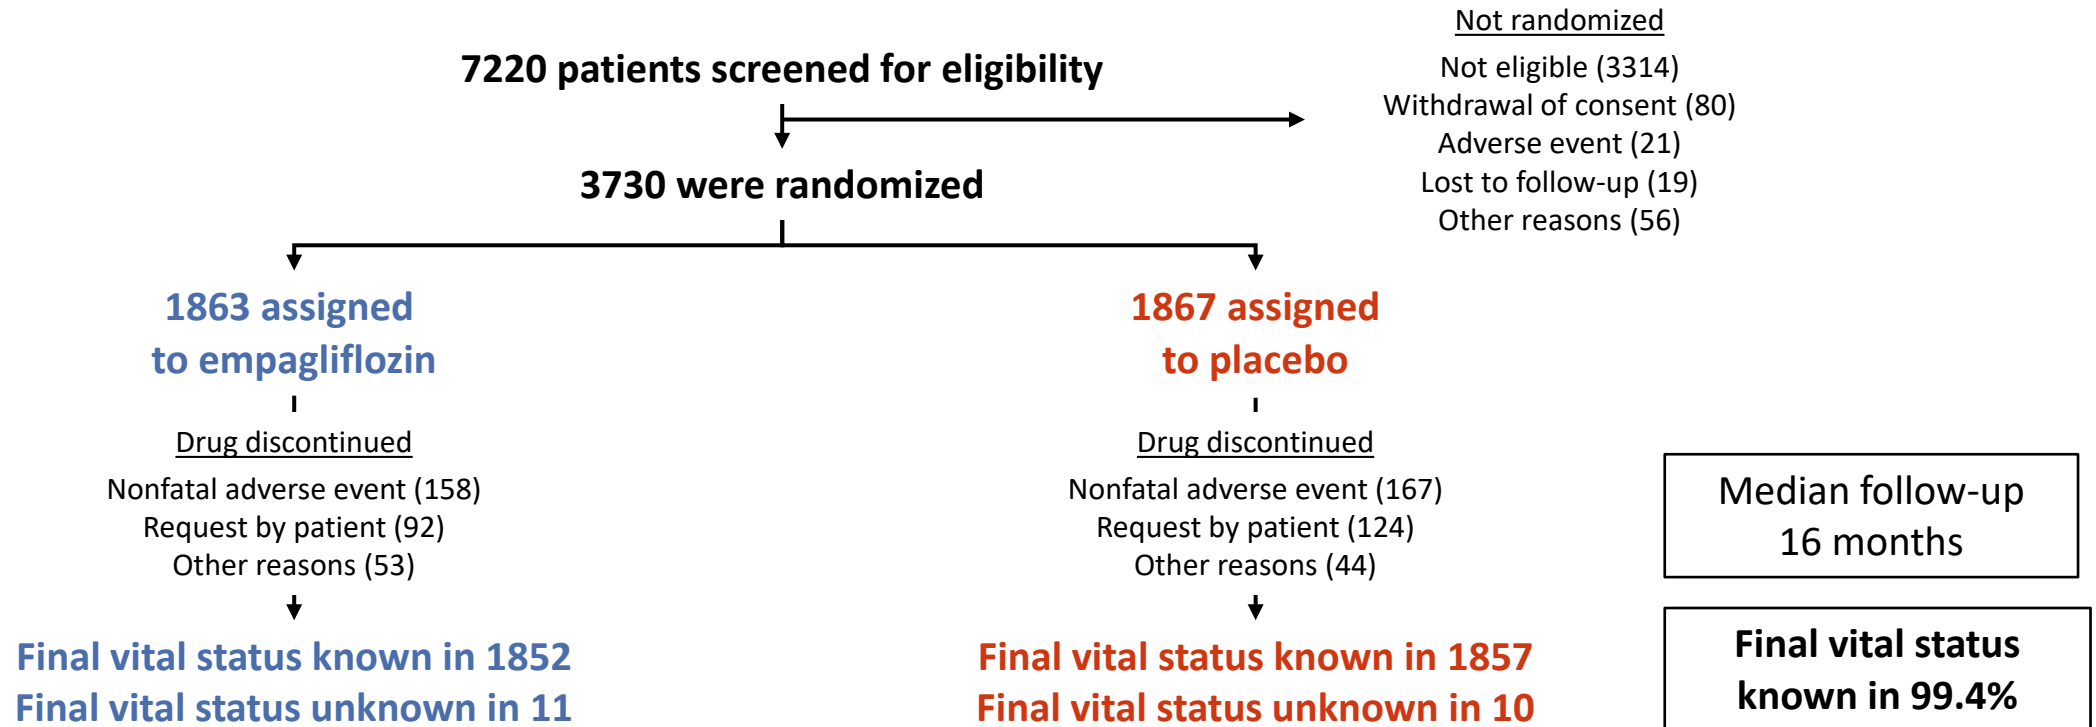 7220 patients screened for eligibility
Not randomized
Not eligible (3314)
Withdrawal of consent (80)
Adverse event (21)
Lost to follow-up (19)
Other reasons (56)
3730 were randomized
1863 assigned
to empagliflozin
Drug discontinued
Nonfatal adverse event (158)
Request by patient (92)
Other reasons (53)
Final vital status known in 1852
Final vital status unknown in 11
1867 assigned
to placebo
Drug discontinued
Nonfatal adverse event (167)
Request by patient (124)
Other reasons (44)
Final vital status known in 1857
Final vital status unknown in 10
Median follow-up
16 months
Final vital status
known in 99.4%